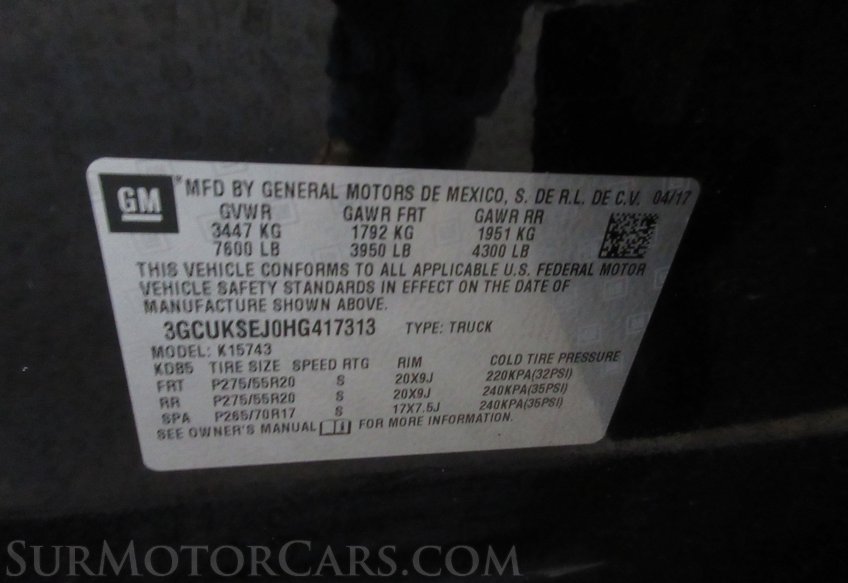 GM
MFD BY GENERAL MOTORS DE MEXICO, S. DE R.L. DE C.V. 04/17
GVWR GAWR FRT GAWR RR
3447 KG 1792 KG 1951 KG
7600 LB 3950 LB 4300 LB
THIS VEHICLE CONFORMS TO ALL APPLICABLE U.S. FEDERAL MOTOR
VEHICLE SAFETY STANDARDS IN EFFECT ON THE DATE OF
MANUFACTURE SHOWN ABOVE.
3GCUKSEJ0HG417313 TYPE: TRUCK
MODEL: K15743
KD85 TIRE SIZE SPEED RTG RIM COLD TIRE PRESSURE
FRT P275/55R20 S 20X9J 220KPA(32PSI)
RR P275/55R20 S 20X9J 240KPA(35PSI)
SPA P265/70R17 S 17X7.5J 240KPA(35PSI)
SEE OWNER'S MANUAL FOR MORE INFORMATION.
SurMotorCars.com